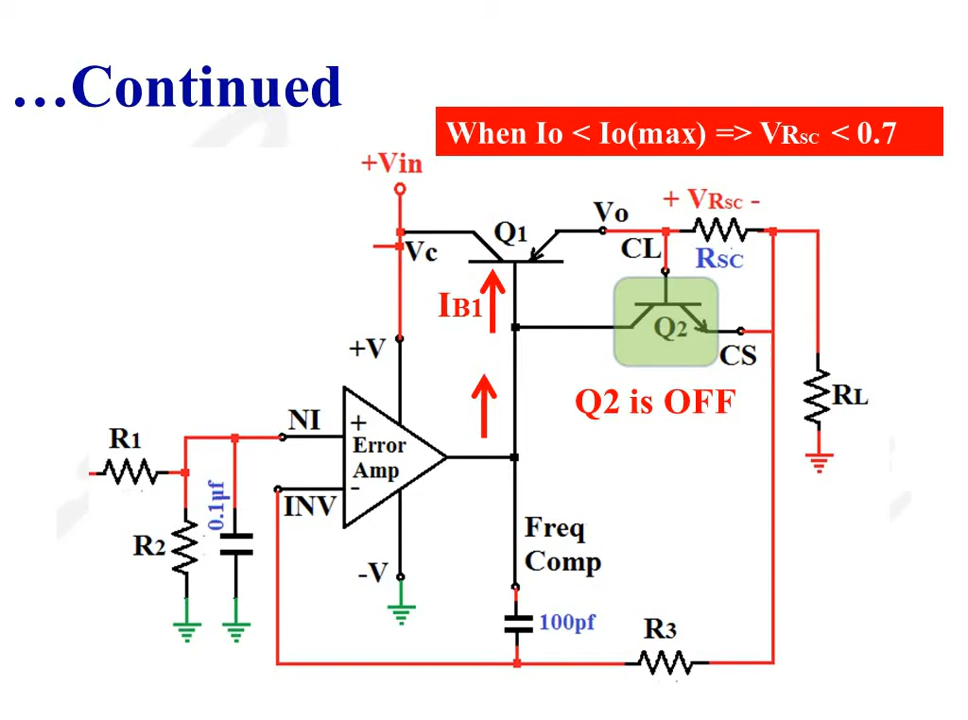 …Continued
When Io < Io(max) => VRSC < 0.7
+Vin
+ VRSC -
Vo
Q1
Vc
CL
RSC
IB1
Q2
+V
CS
Q2 is OFF
RL
NI
+
R1
Error
Amp
-
INV
0.1µf
R2
Freq
Comp
-V
100pf
R3